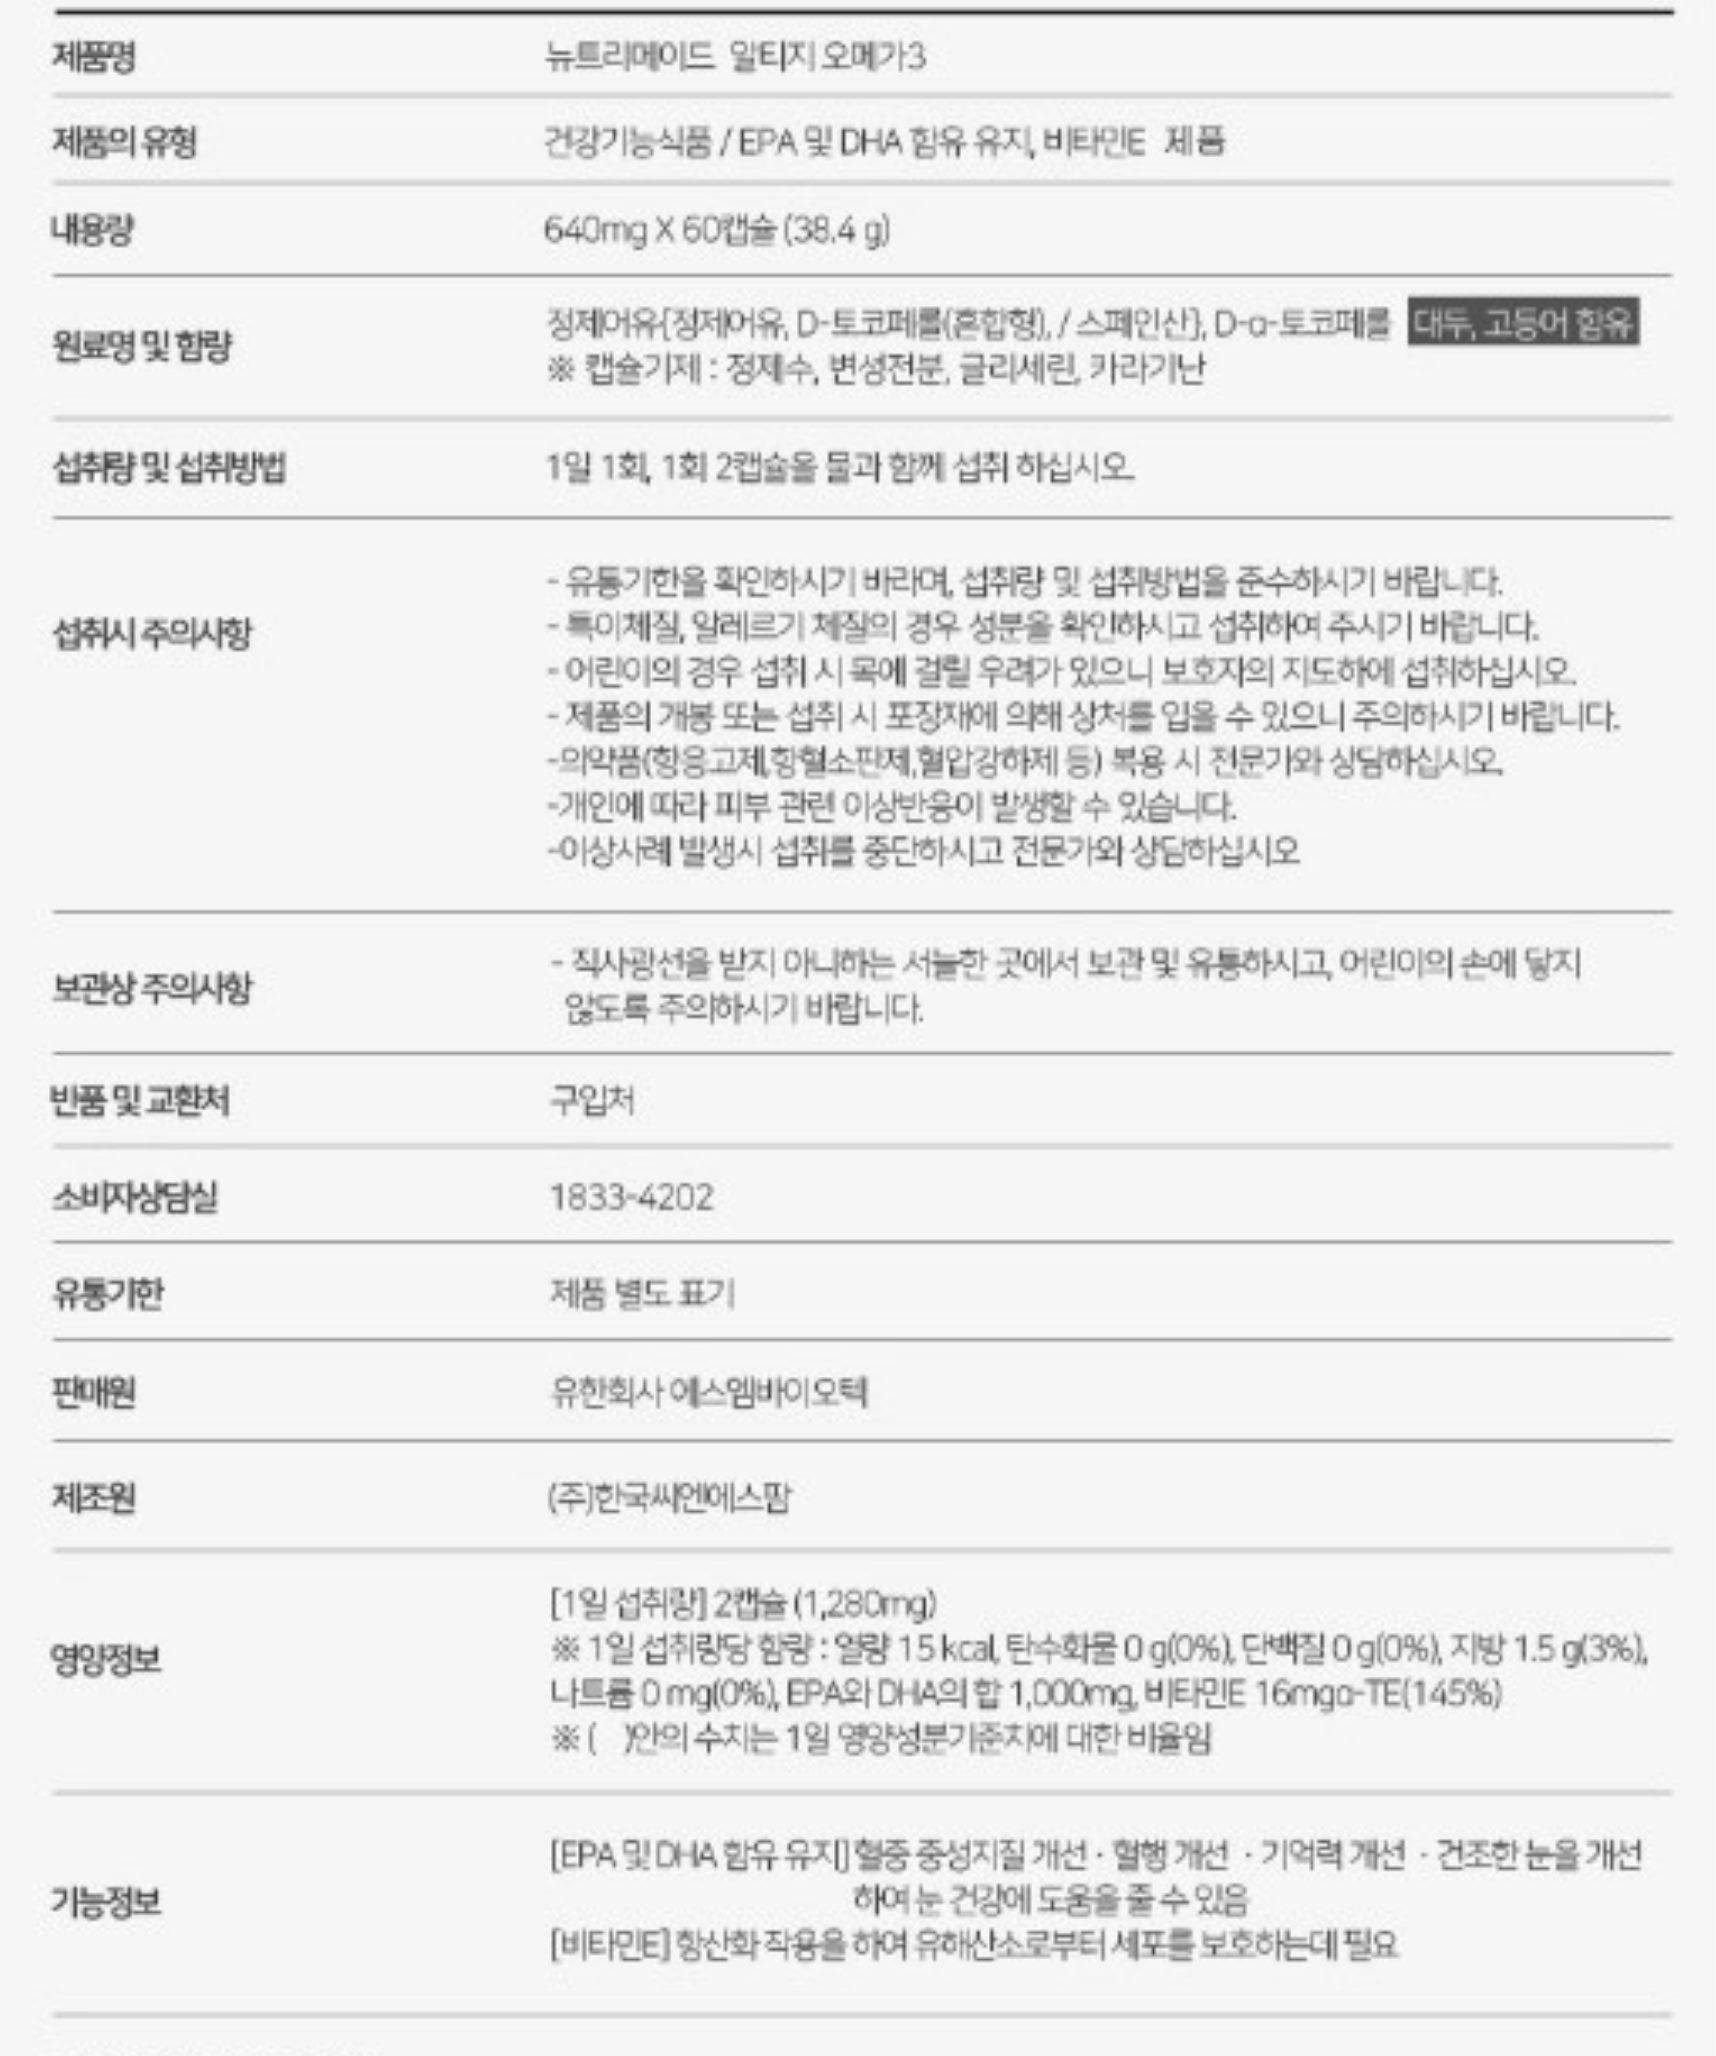 제품명 뉴트리메이드 알티지 오메가3
제품의 유형 건강기능식품 / EPA 및 DHA 함유 유지, 비타민E 제품
내용량 640mg X 60캡슐 (38.4 g)
원료명 및 함량
정제어유{정제어유, D-토코페롤(혼합형), / 스페인산}, D-α-토코페롤 대두, 고등어 함유
※ 캡슐기제 : 정제수, 변성전분, 글리세린, 카라기난
섭취량 및 섭취방법 1일 1회, 1회 2캡슐을 물과 함께 섭취 하십시오.
섭취시 주의사항
- 유통기한을 확인하시기 바라며, 섭취량 및 섭취방법을 준수하시기 바랍니다.
- 특이체질, 알레르기 체질의 경우 성분을 확인하시고 섭취하여 주시기 바랍니다.
- 어린이의 경우 섭취 시 목에 걸릴 우려가 있으니 보호자의 지도하에 섭취하십시오.
- 제품의 개봉 또는 섭취 시 포장재에 의해 상처를 입을 수 있으니 주의하시기 바랍니다.
-의약품(항응고제,항혈소판제,혈압강하제 등) 복용 시 전문가와 상담하십시오.
-개인에 따라 피부 관련 이상반응이 발생할 수 있습니다.
-이상사례 발생시 섭취를 중단하시고 전문가와 상담하십시오
보관상 주의사항
- 직사광선을 받지 아니하는 서늘한 곳에서 보관 및 유통하시고, 어린이의 손에 닿지
않도록 주의하시기 바랍니다.
반품 및 교환처 구입처
소비자상담실 1833-4202
유통기한 제품 별도 표기
판매원 유한회사 에스엠바이오텍
제조원 (주)한국씨엔에스팜
영양정보
[1일 섭취량] 2캡슐 (1,280mg)
※ 1일 섭취량당 함량 : 열량 15 kcal, 탄수화물 0 g(0%), 단백질 0 g(0%), 지방 1.5 g(3%),
나트륨 0 mg(0%), EPA와 DHA의 합 1,000mg, 비타민E 16mgα-TE(145%)
※ ( )안의 수치는 1일 영양성분기준치에 대한 비율임
기능정보
[EPA 및 DHA 함유 유지] 혈중 중성지질 개선 · 혈행 개선 · 기억력 개선 · 건조한 눈을 개선
하여 눈 건강에 도움을 줄 수 있음
[비타민E] 항산화 작용을 하여 유해산소로부터 세포를 보호하는데 필요